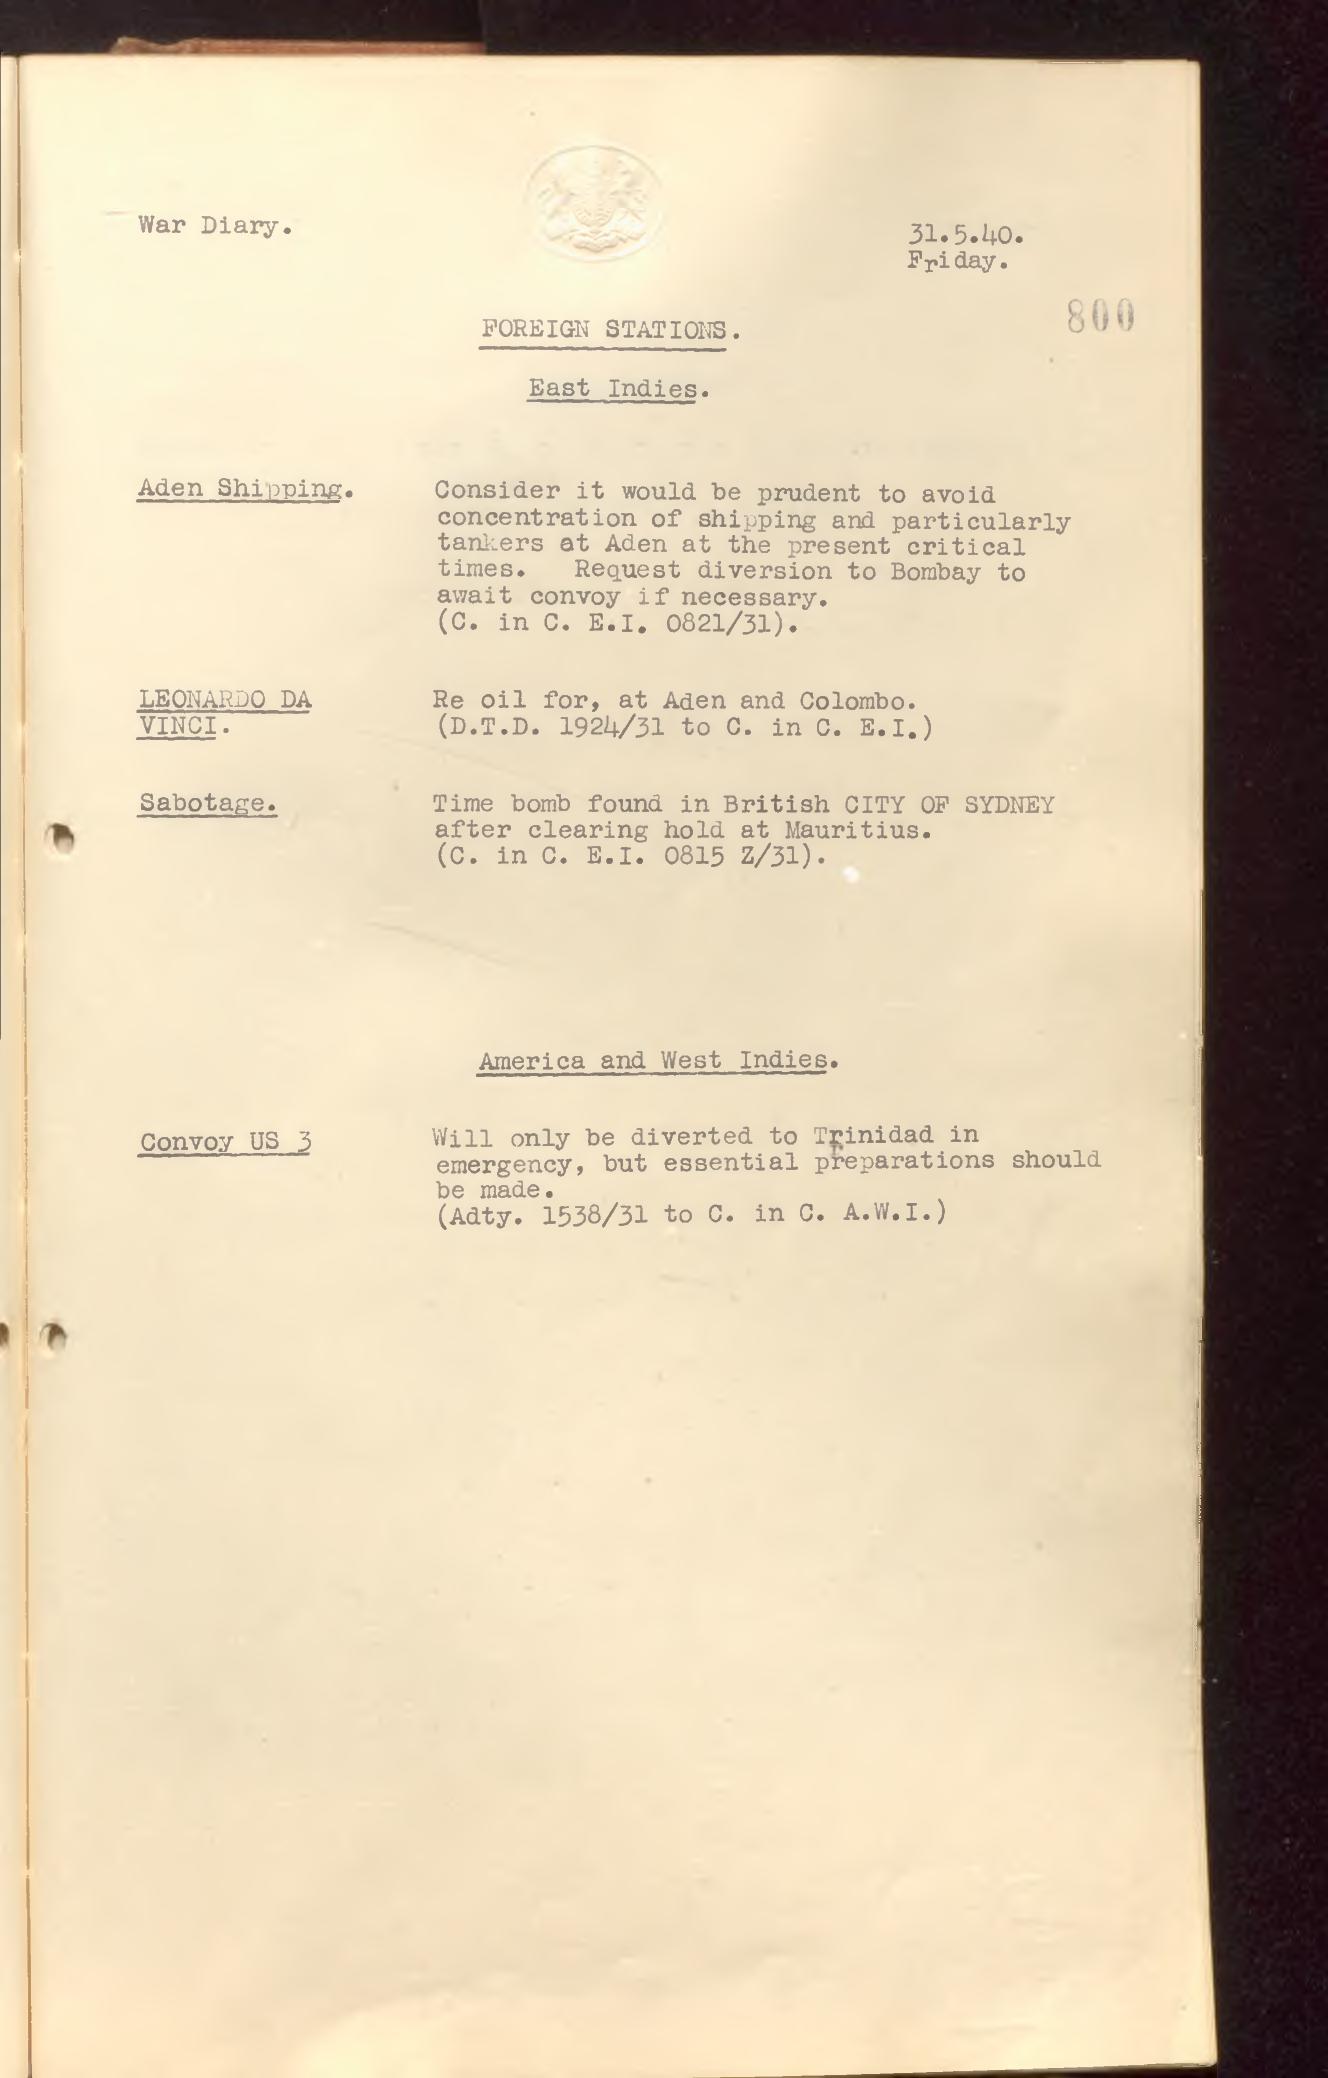 War Diary.
31.5.40.
Friday.
800
FOREIGN STATIONS.
East Indies.
Aden Shipping.
Consider it would be prudent to avoid
concentration of shipping and particularly
tankers at Aden at the present critical
times. Request diversion to Bombay to
await convoy if necessary.
(C. in C. E.I. 0821/31).
LEONARDO DA
VINCI.
Re oil for, at Aden and Colombo.
(D.T.D. 1924/31 to C. in C. E.I.)
Sabotage.
Time bomb found in British CITY OF SYDNEY
after clearing hold at Mauritius.
(C. in C. E.I. 0815 Z/31).
America and West Indies.
Convoy US 3
Will only be diverted to Trinidad in
emergency, but essential preparations should
be made.
(Adty. 1538/31 to C. in C. A.W.I.)